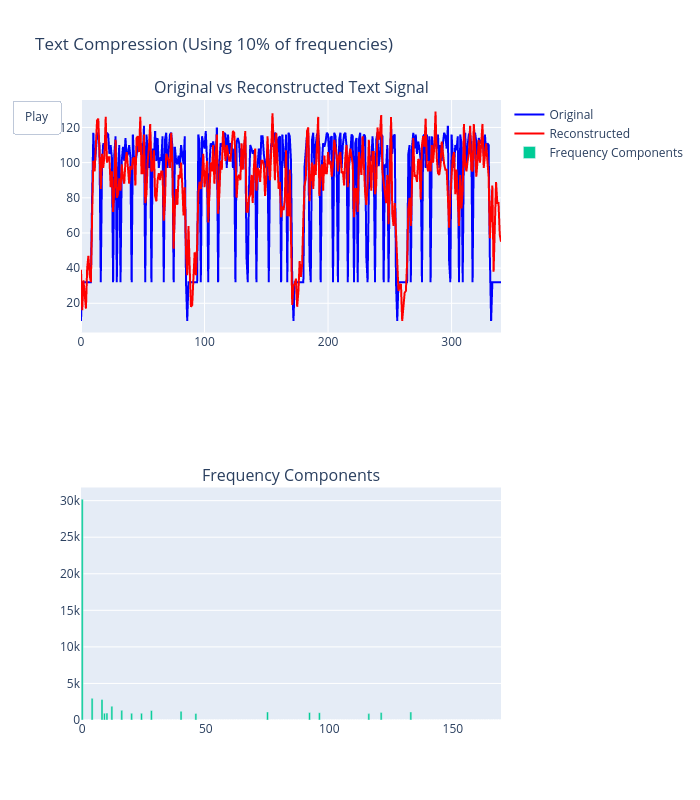 Text Compression (Using 10% of frequencies)
Original vs Reconstructed Text Signal
Play
Original
Reconstructed
Frequency Components
120
100
80
60
40
20
0 100 200 300
Frequency Components
30k
25k
20k
15k
10k
5k
0
0 50 100 150